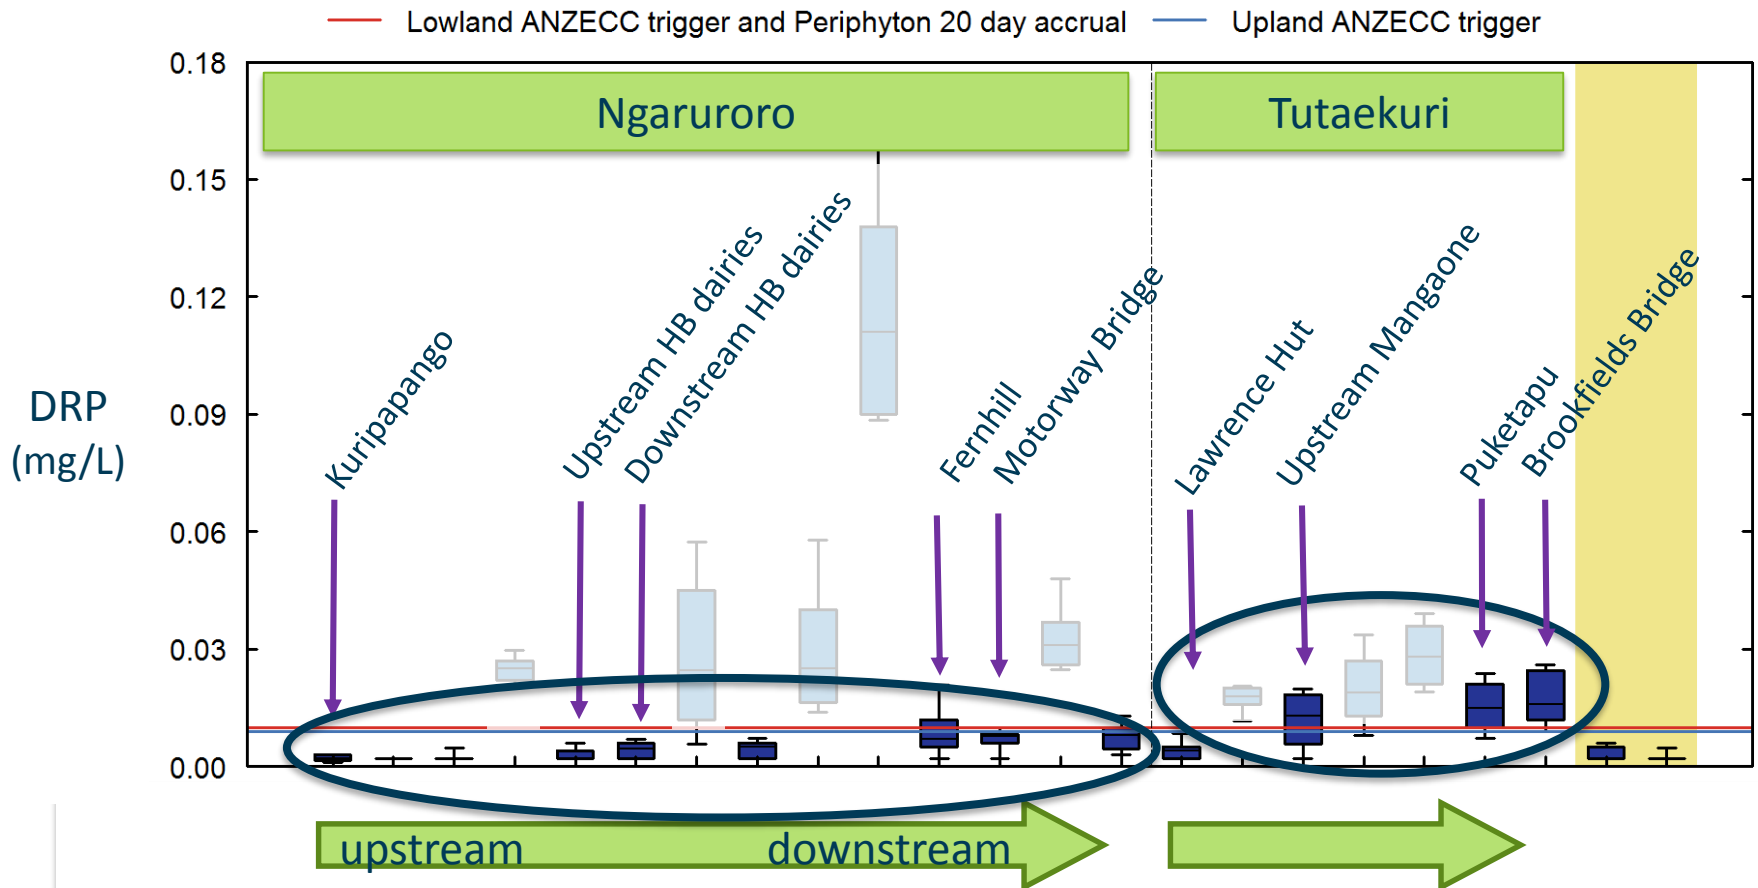 Lowland ANZECC trigger and Periphyton 20 day accrual
Upland ANZECC trigger
0.18
0.15
0.12
0.09
0.06
0.03
0.00
DRP
(mg/L)
Ngaruroro
Tutaekuri
Kuripapango
Upstream HB dairies
Downstream HB dairies
Fernhill
Motorway Bridge
Lawrence Hut
Upstream Mangaone
Puketapu
Brookfields Bridge
upstream
downstream